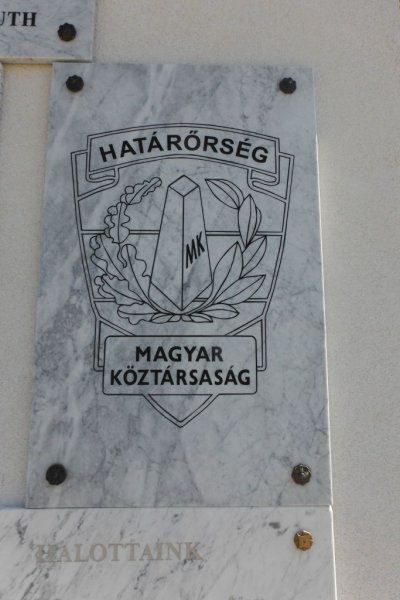 UTH
HATÁRŐRSÉG
MK
MAGYAR
KÖZTÁRSASÁG
HALOTTAINK